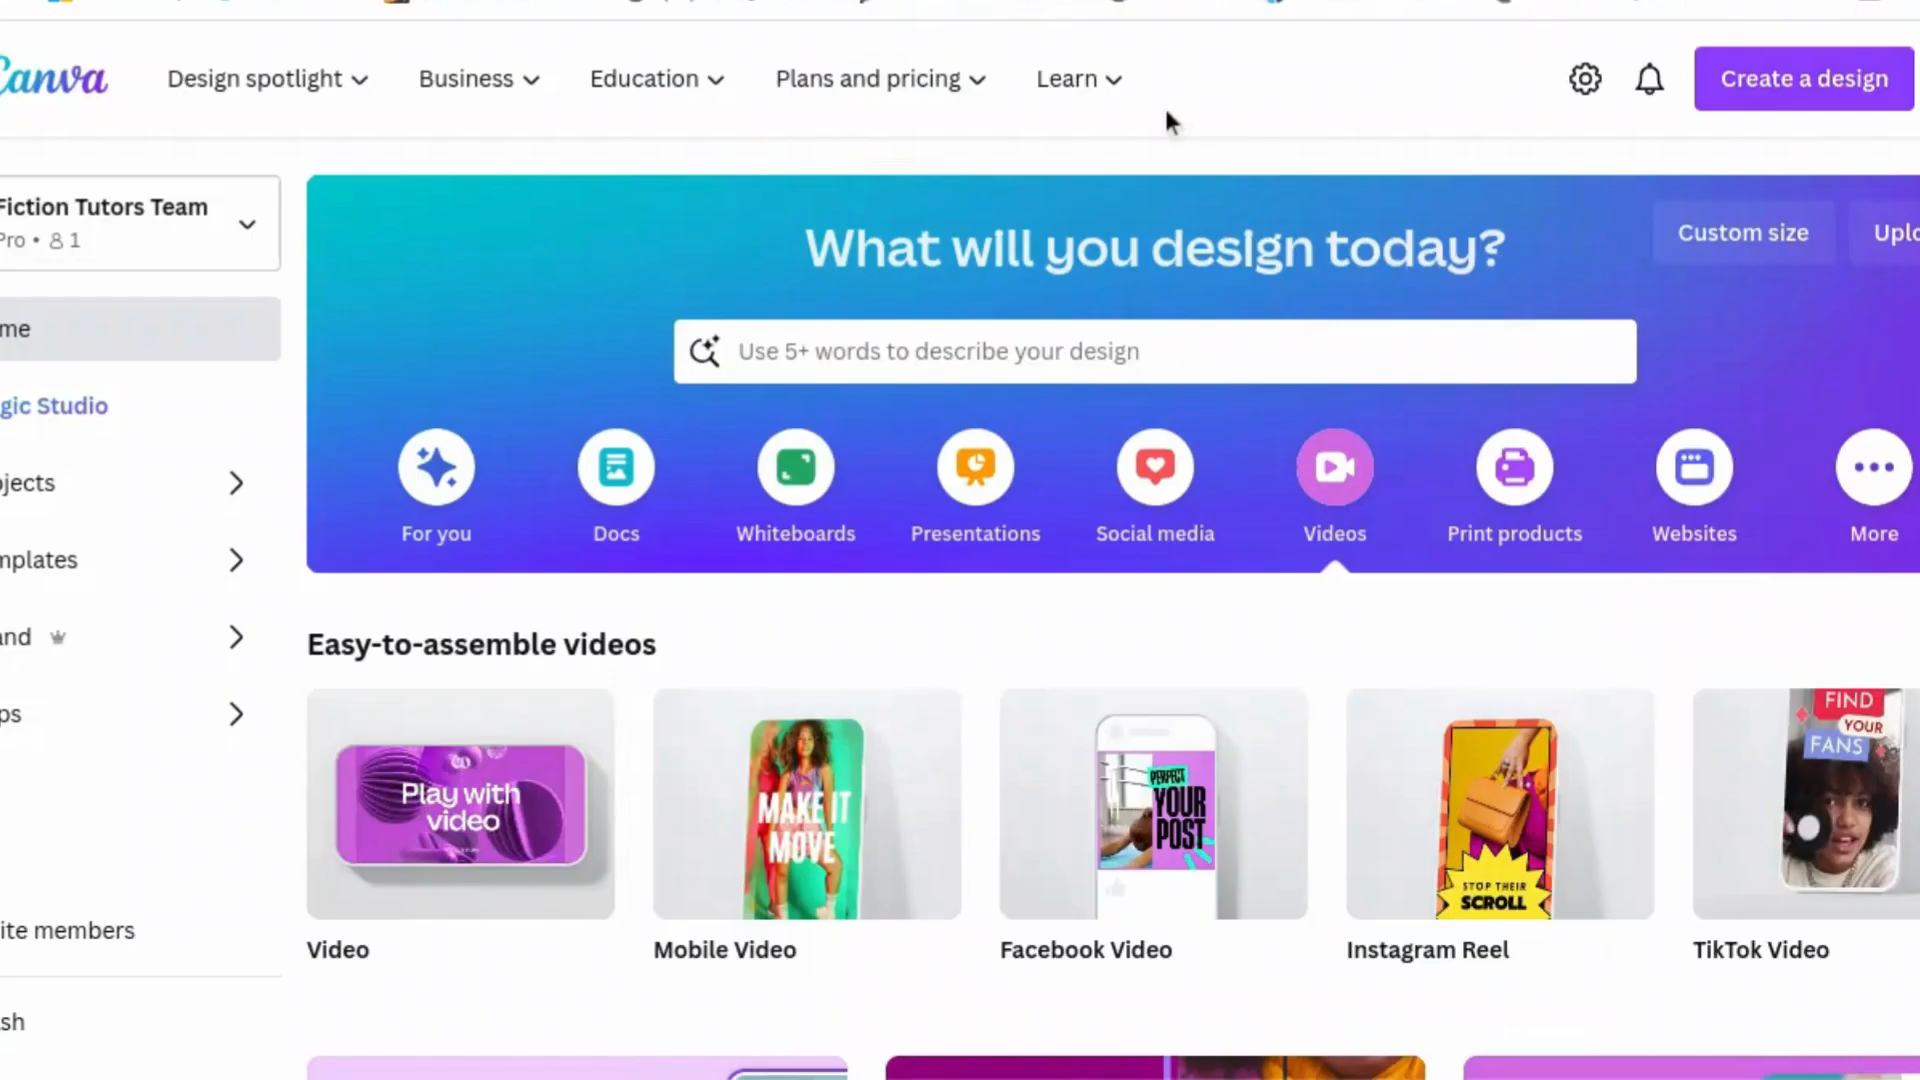 Canva
Design spotlight
Business
Education
Plans and pricing
Learn
Create a design
Fiction Tutors Team
Pro • 1
me
gic Studio
jects
mplates
and
ps
ite members
sh
What will you design today?
Custom size
Uplo
Use 5+ words to describe your design
For you
Docs
Whiteboards
Presentations
Social media
Videos
Print products
Websites
More
Easy-to-assemble videos
Play with
video
MAKE IT
MOVE
PERFECT
YOUR
POST
STOP THEIR
SCROLL
FIND
YOUR
FANS
Video
Mobile Video
Facebook Video
Instagram Reel
TikTok Video